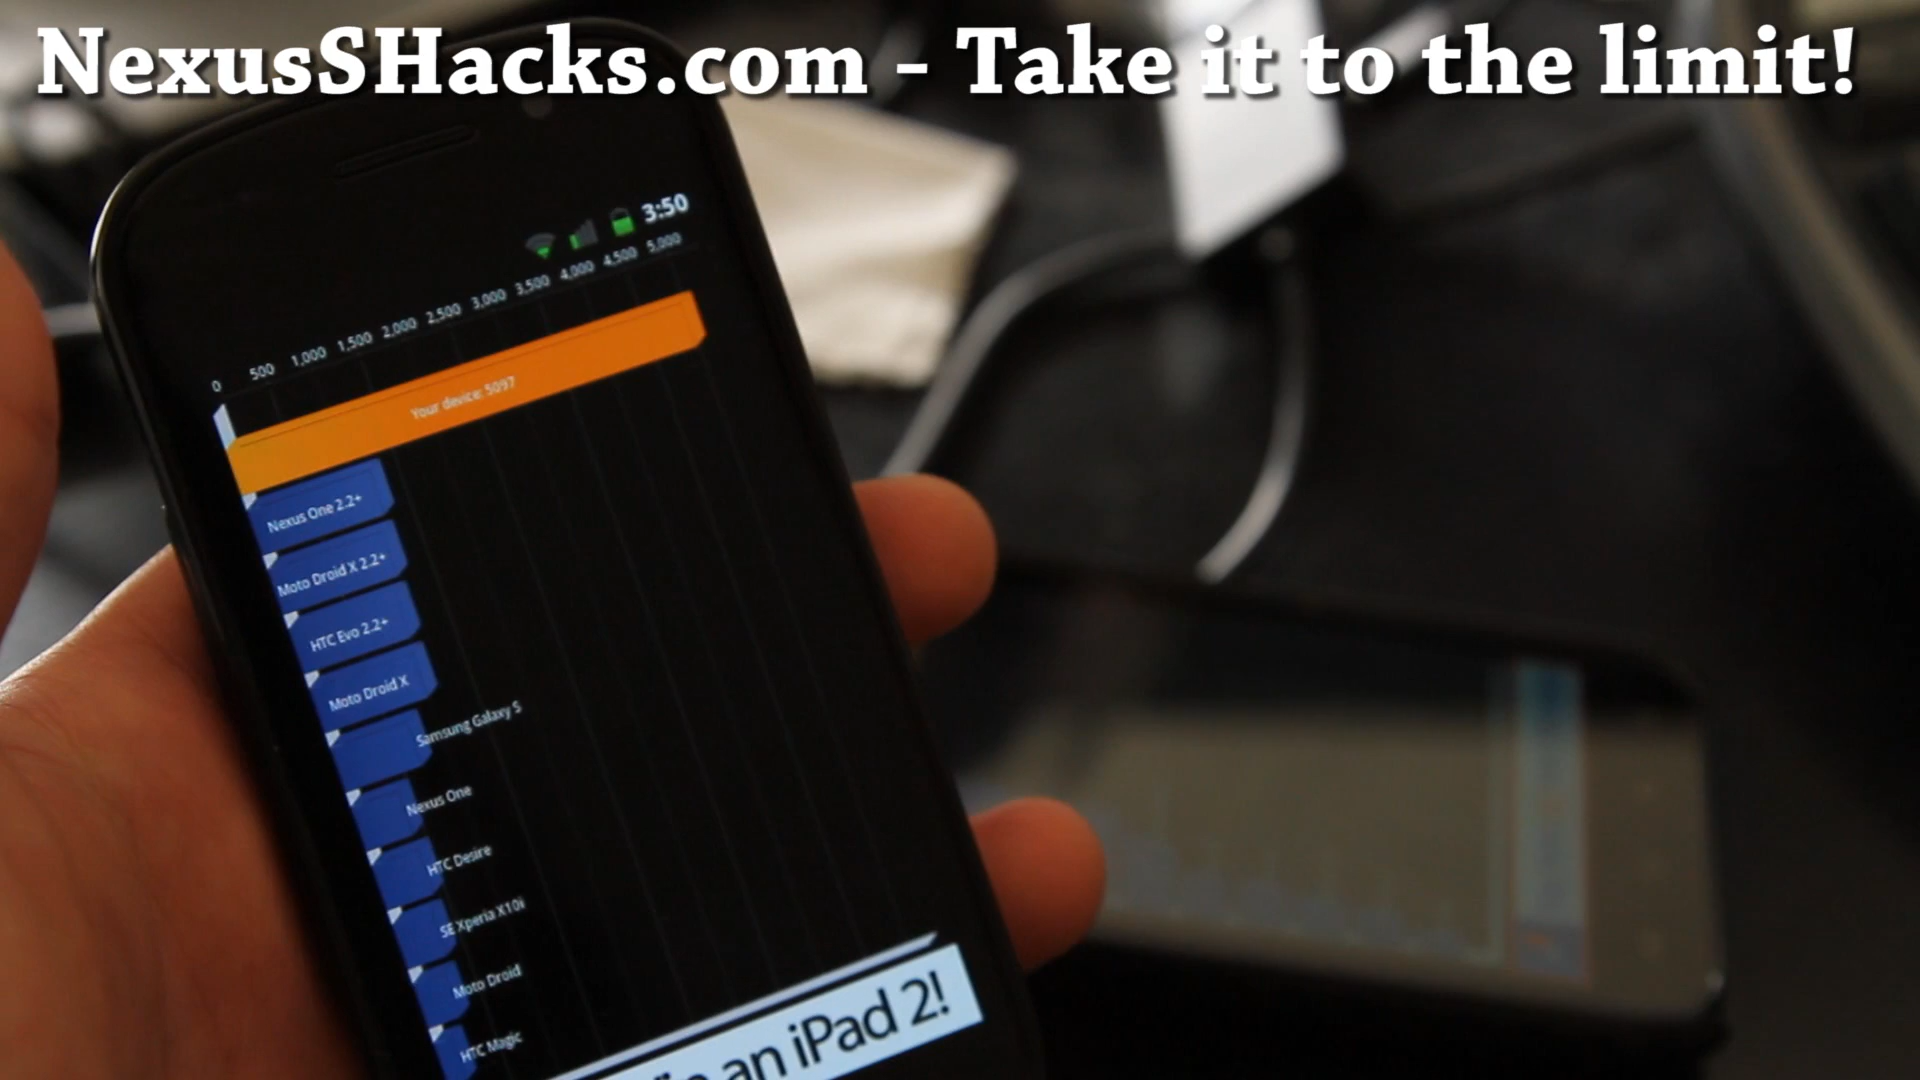 NexusSHacks.com - Take it to the limit!
3:50
0 500 1,000 1,500 2,000 2,500 3,000 3,500 4,000 4,500 5,000
Your device: 5097
Nexus One 2.2+
Moto Droid X 2.2+
HTC Evo 2.2+
Moto Droid X
Samsung Galaxy S
Nexus One
HTC Desire
SE Xperia X10i
Moto Droid
HTC Magic
an iPad 2!